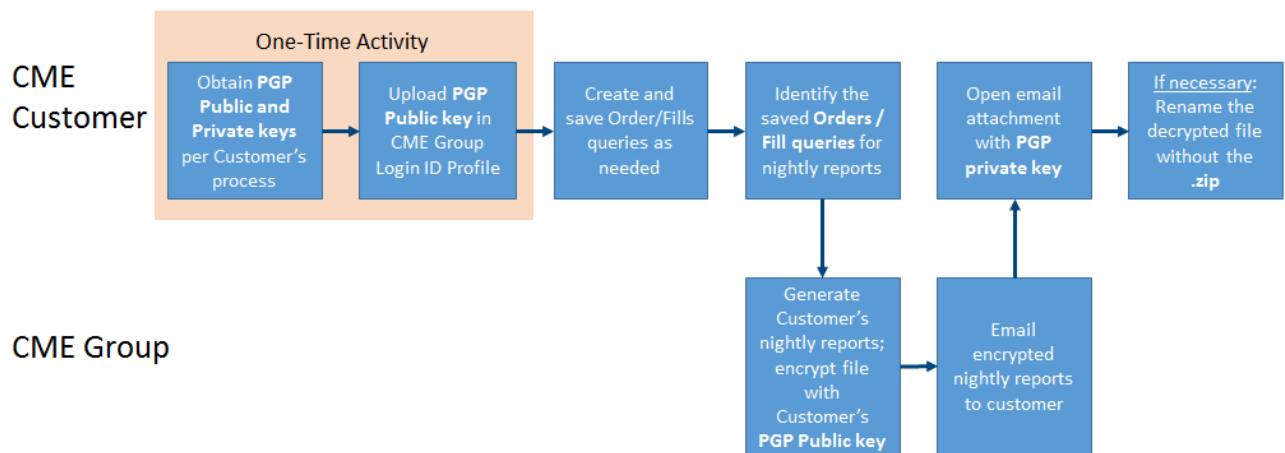 One-Time Activity
CME
Customer
Obtain PGP
Public and
Private keys
per Customer's
process
Upload PGP
Public key in
CME Group
Login ID Profile
Create and
save Order/Fills
queries as
needed
Identify the
saved Orders /
Fill queries for
nightly reports
Open email
attachment
with PGP
private key
If necessary:
Rename the
decrypted file
without the
.zip
CME Group
Generate
Customer's
nightly reports;
encrypt file
with
Customer's
PGP Public key
Email
encrypted
nightly reports
to customer